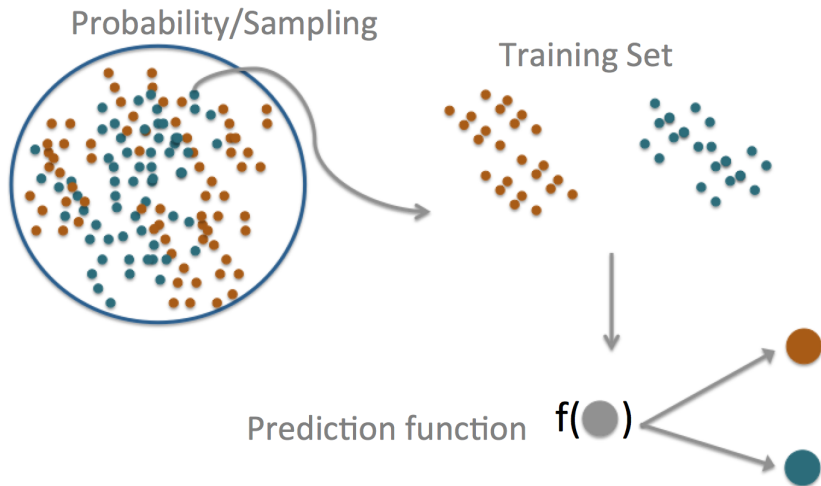 Probability/Sampling
Training Set
Prediction function
f( )